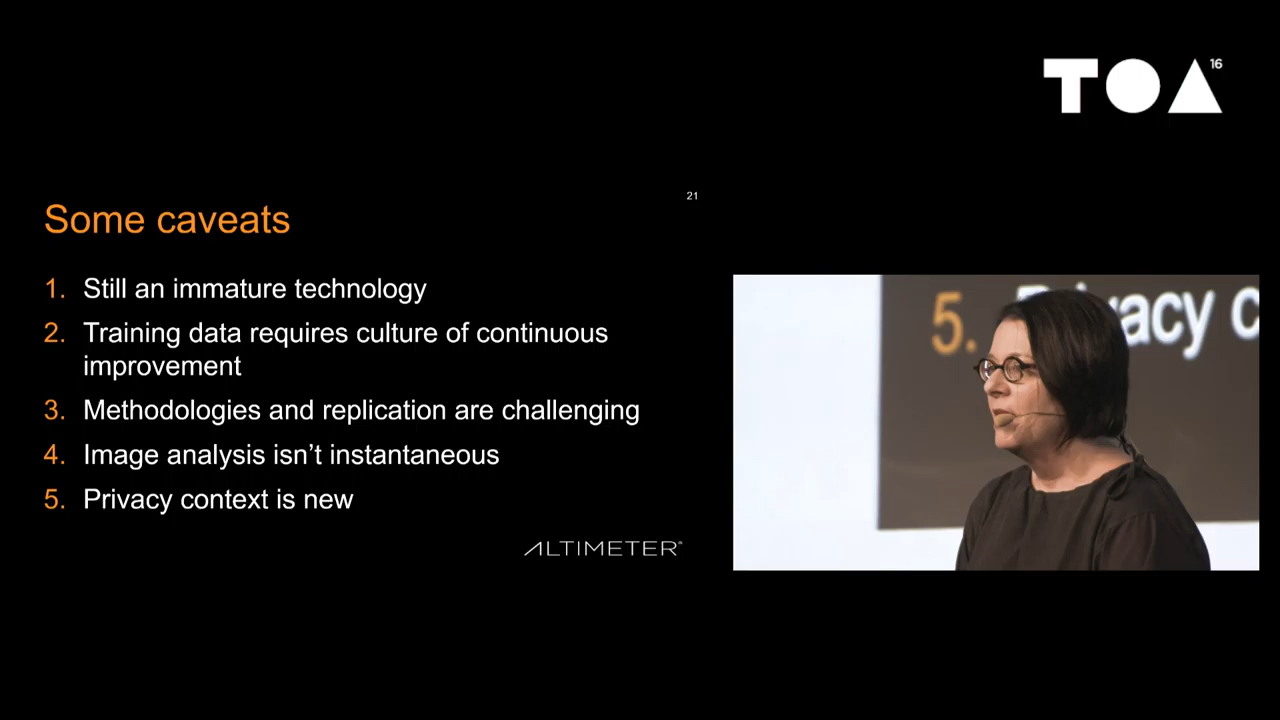 TOA 16
21
Some caveats
1. Still an immature technology
2. Training data requires culture of continuous
improvement
3. Methodologies and replication are challenging
4. Image analysis isn’t instantaneous
5. Privacy context is new
ALTIMETER®
5. Privacy c